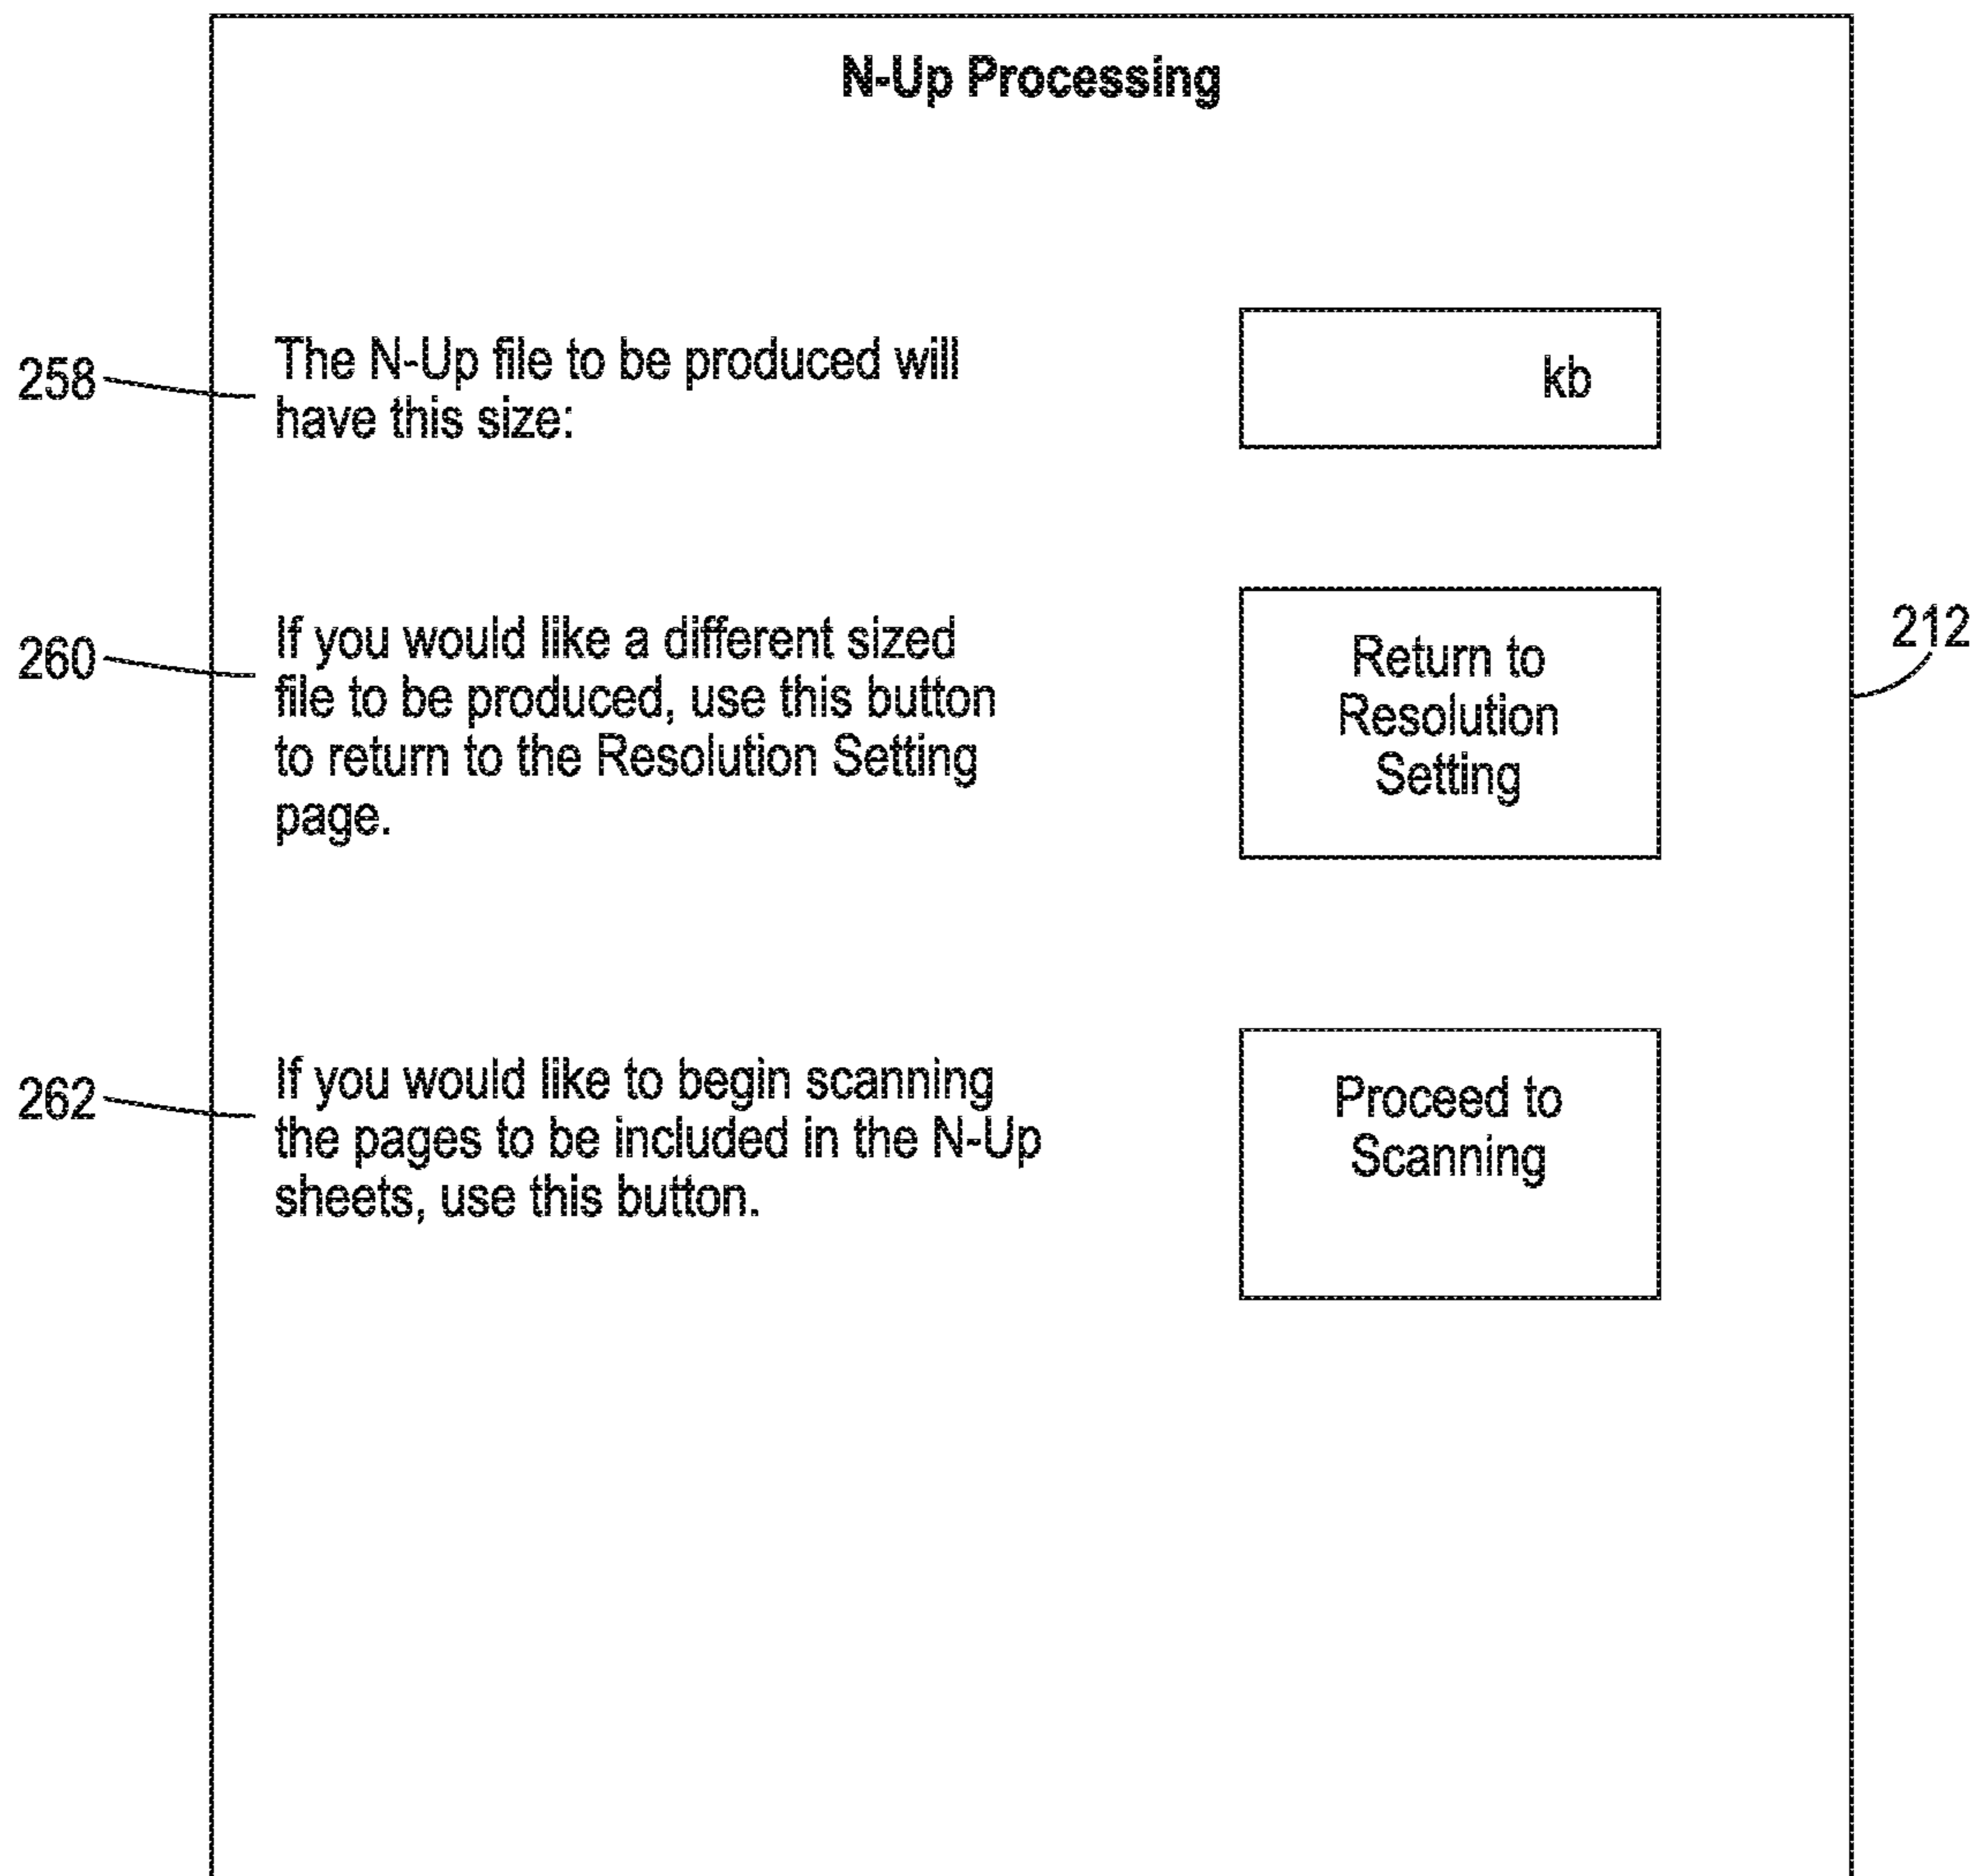 N-Up Processing
258
The N-Up file to be produced will
have this size:
kb
260
If you would like a different sized
file to be produced, use this button
to return to the Resolution Setting
page.
Return to
Resolution
Setting
212
262
If you would like to begin scanning
the pages to be included in the N-Up
sheets, use this button.
Proceed to
Scanning